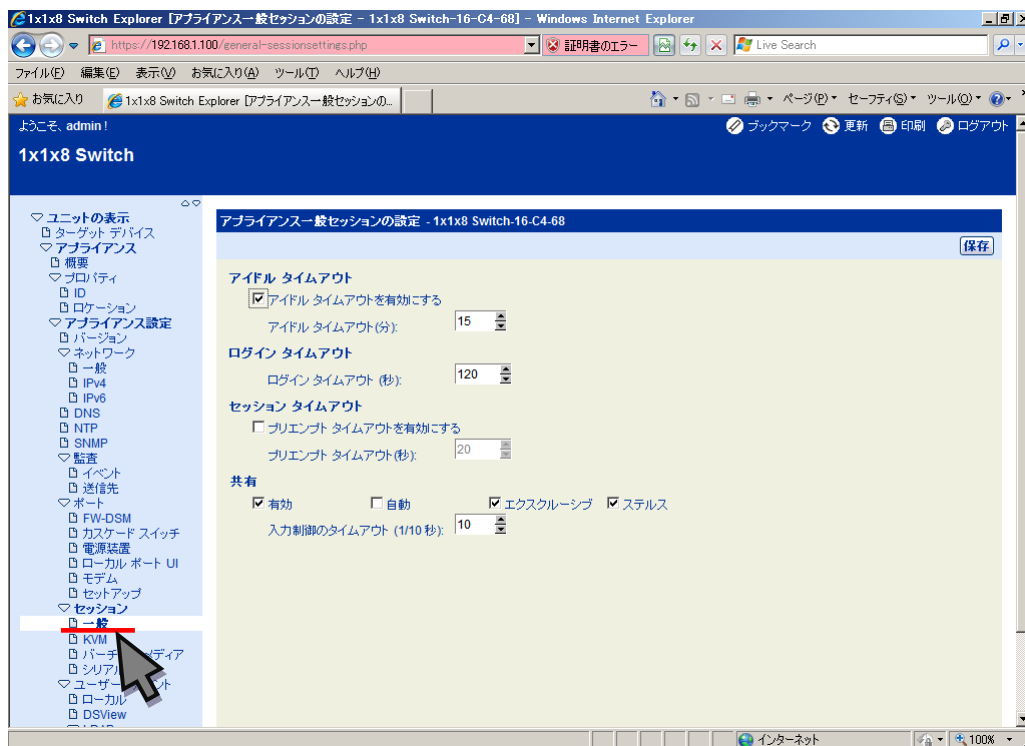 1x1x8 Switch Explorer [アプライアンス一般セッションの設定 - 1x1x8 Switch-16-C4-68] - Windows Internet Explorer
https://192.168.1.100/general-sessionsettings.php 証明書のエラー Live Search
ファイル(F) 編集(E) 表示(V) お気に入り(A) ツール(T) ヘルプ(H)
お気に入り 1x1x8 Switch Explorer [アプライアンス一般セッションの... ページ(P) セーフティ(S) ツール(O)
ようこそ、admin! ブックマーク 更新 印刷 ログアウト
1x1x8 Switch
ユニットの表示
ターゲット デバイス
アプライアンス
概要
プロパティ
ID
ロケーション
アプライアンス設定
バージョン
ネットワーク
一般
IPv4
IPv6
DNS
NTP
SNMP
監査
イベント
送信先
ポート
FW-DSM
カスケード スイッチ
電源装置
ローカル ポート UI
モデム
セットアップ
セッション
一般
KVM
バーチ メディア
シリアル
ユーザー ント
ローカル
DSView
アプライアンス一般セッションの設定 - 1x1x8 Switch-16-C4-68
保存
アイドル タイムアウト
アイドル タイムアウトを有効にする
アイドル タイムアウト(分): 15
ログイン タイムアウト
ログイン タイムアウト (秒): 120
セッション タイムアウト
プリエンプト タイムアウトを有効にする
プリエンプト タイムアウト(秒): 20
共有
有効 自動 エクスクルーシブ ステルス
入力制御のタイムアウト (1/10 秒): 10
インターネット 100%